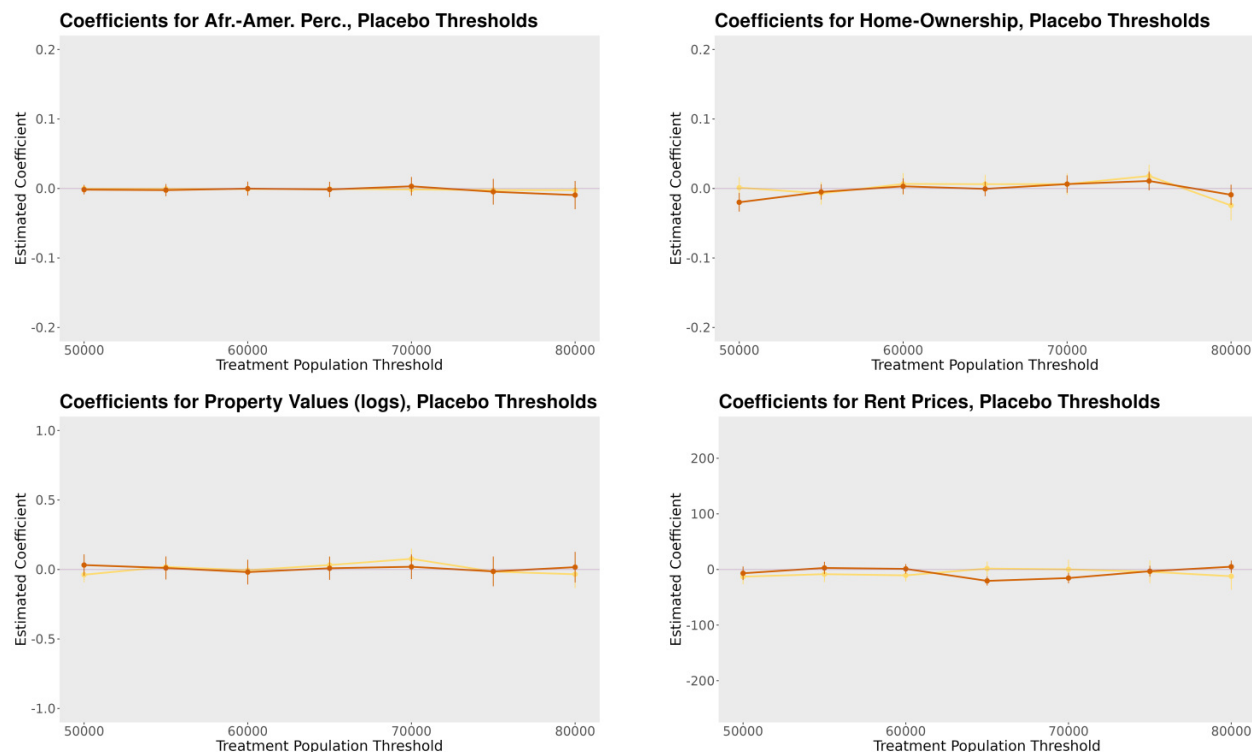 Coefficients for Afr.-Amer. Perc., Placebo Thresholds
0.2
0.1
0.0
-0.1
-0.2
Estimated Coefficient
50000 60000 70000 80000
Treatment Population Threshold
Coefficients for Home-Ownership, Placebo Thresholds
0.2
0.1
0.0
-0.1
-0.2
Estimated Coefficient
50000 60000 70000 80000
Treatment Population Threshold
Coefficients for Property Values (logs), Placebo Thresholds
1.0
0.5
0.0
-0.5
-1.0
Estimated Coefficient
50000 60000 70000 80000
Treatment Population Threshold
Coefficients for Rent Prices, Placebo Thresholds
200
100
0
-100
-200
Estimated Coefficient
50000 60000 70000 80000
Treatment Population Threshold